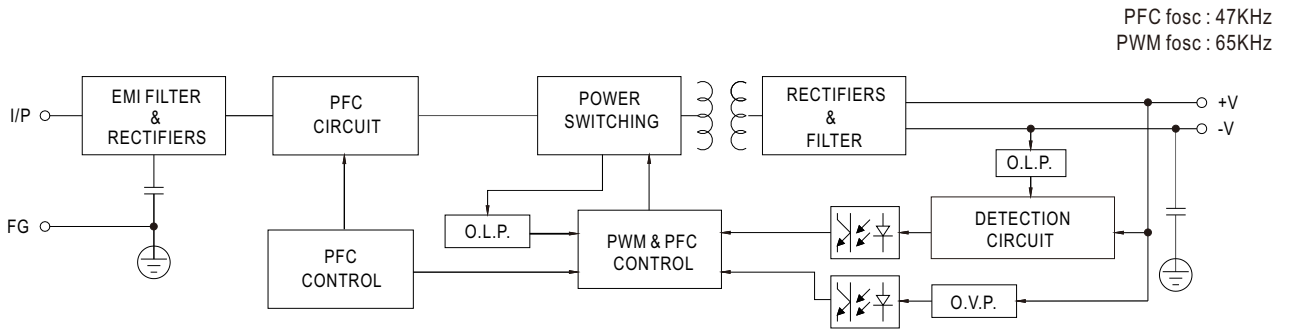 PFC fosc : 47KHz
PWM fosc : 65KHz
I/P
EMI FILTER
&
RECTIFIERS
PFC
CIRCUIT
POWER
SWITCHING
RECTIFIERS
&
FILTER
+V
-V
O.L.P.
FG
O.L.P.
PFC
CONTROL
PWM & PFC
CONTROL
DETECTION
CIRCUIT
O.V.P.